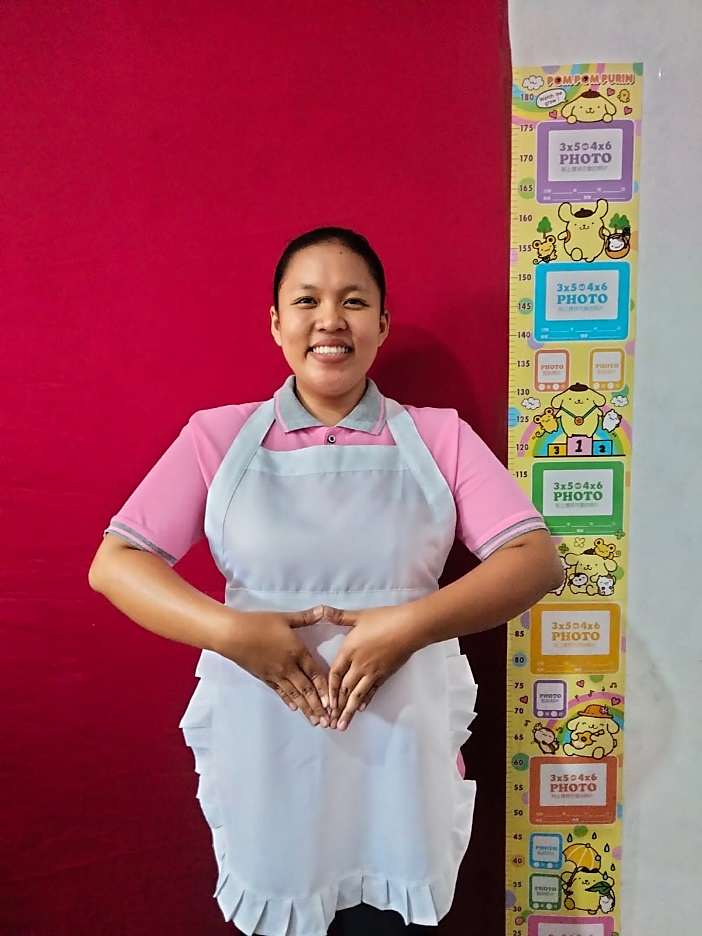 POM POM PURIN
Watch me
grow!
180
175
3x5 OR 4x6
PHOTO
170
165
160
155
150
3x5 OR 4x6
PHOTO
145
140
135
PHOTO
PHOTO
130
125
1
3
2
120
115
3x5 OR 4x6
PHOTO
3x5 OR 4x6
PHOTO
85
80
75
PHOTO
70
65
60
3x5 OR 4x6
PHOTO
55
50
45
PHOTO
40
35
PHOTO
30
25